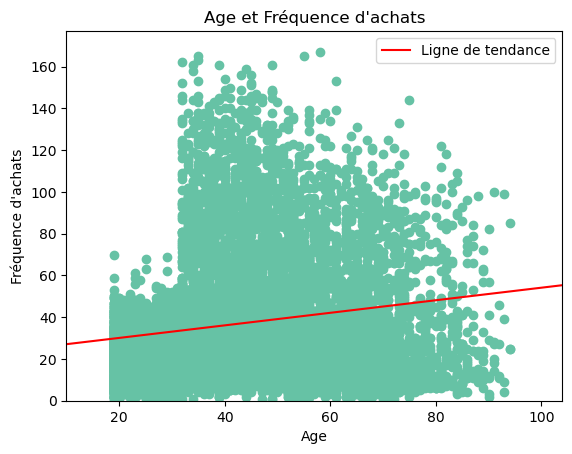 Age et Fréquence d'achats
Ligne de tendance
Fréquence d'achats
160
140
120
100
80
60
40
20
0
20 40 60 80 100
Age